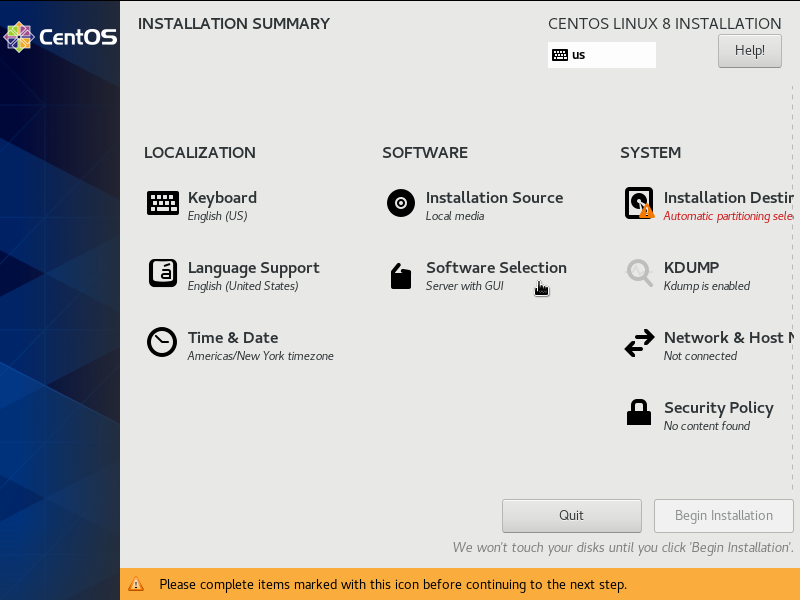 CentOS
INSTALLATION SUMMARY
CENTOS LINUX 8 INSTALLATION
us
Help!
LOCALIZATION
Keyboard
English (US)
Language Support
English (United States)
Time & Date
Americas/New York timezone
SOFTWARE
Installation Source
Local media
Software Selection
Server with GUI
SYSTEM
Installation Destin
Automatic partitioning sele
KDUMP
Kdump is enabled
Network & Host N
Not connected
Security Policy
No content found
Quit
Begin Installation
We won't touch your disks until you click 'Begin Installation'.
Please complete items marked with this icon before continuing to the next step.